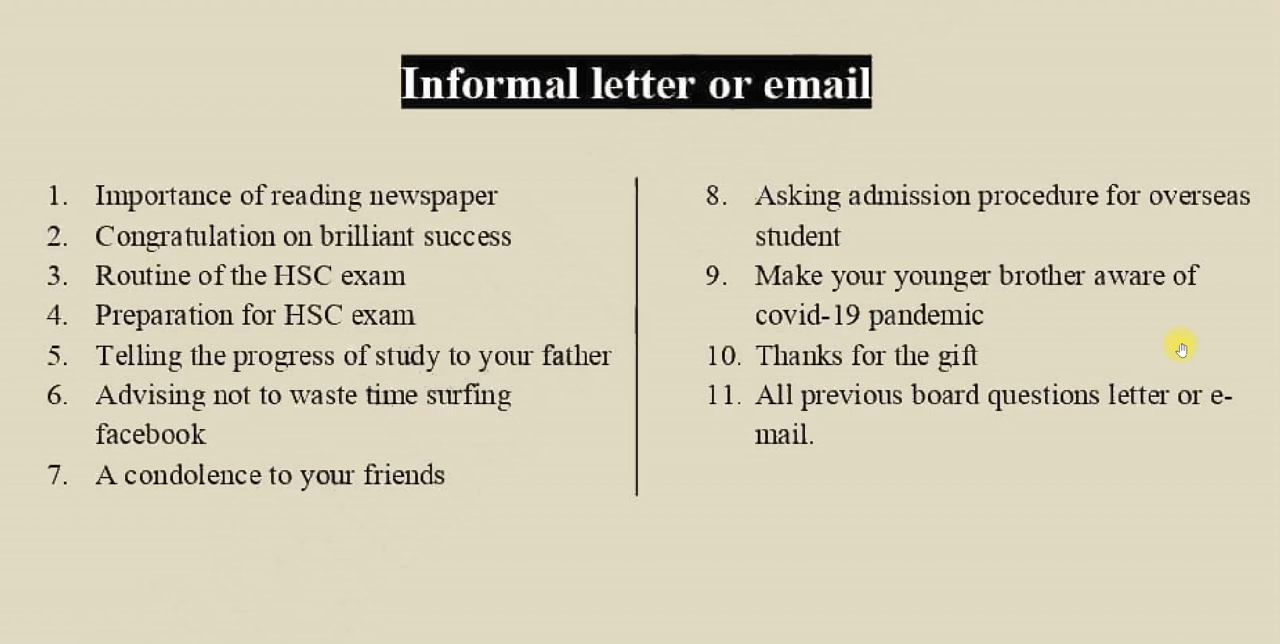 Informal letter or email
1. Importance of reading newspaper
2. Congratulation on brilliant success
3. Routine of the HSC exam
4. Preparation for HSC exam
5. Telling the progress of study to your father
6. Advising not to waste time surfing
facebook
7. A condolence to your friends
8. Asking admission procedure for overseas
student
9. Make your younger brother aware of
covid-19 pandemic
10. Thanks for the gift
11. All previous board questions letter or e-
mail.